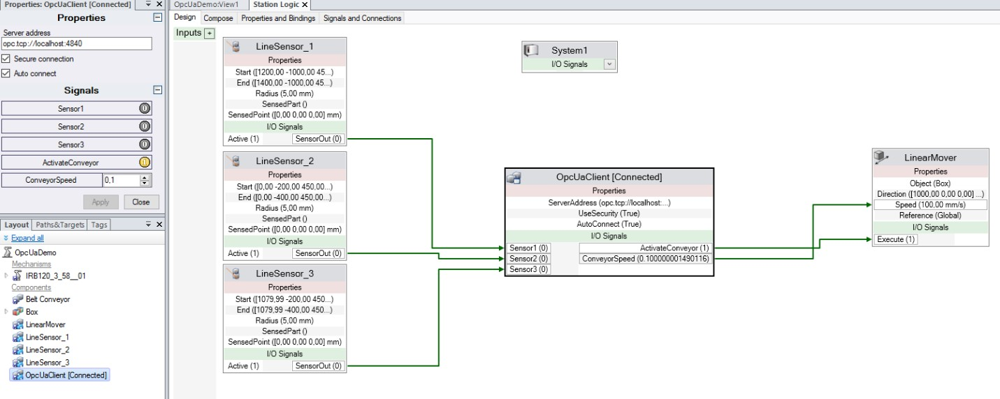 Properties: OpcUaClient [Connected]
Properties
Server address
opc.tcp://localhost:4840
Secure connection
Auto connect
Signals
Sensor1 0
Sensor2 0
Sensor3 0
ActivateConveyor 1
ConveyorSpeed 0,1
Apply Close
Layout Paths&Targets Tags
Expand all
OpcUaDemo
Mechanisms
IRB120_3_58__01
Components
Belt Conveyor
Box
LinearMover
LineSensor_1
LineSensor_2
LineSensor_3
OpcUaClient [Connected]
OpcUaDemo:View1 Station Logic
Design Compose Properties and Bindings Signals and Connections
Inputs +
LineSensor_1
Properties
Start ([1200,00 -1000,00 45...)
End ([1400,00 -1000,00 45...)
Radius (5,00 mm)
SensedPart ()
SensedPoint ([0,00 0,00 0,00] mm)
I/O Signals
Active (1) SensorOut (0)
LineSensor_2
Properties
Start ([0,00 -200,00 450,00...)
End ([0,00 -400,00 450,00...)
Radius (5,00 mm)
SensedPart ()
SensedPoint ([0,00 0,00 0,00] mm)
I/O Signals
Active (1) SensorOut (0)
LineSensor_3
Properties
Start ([1079,99 -200,00 450...)
End ([1079,99 -400,00 450...)
Radius (5,00 mm)
SensedPart ()
SensedPoint ([0,00 0,00 0,00] mm)
I/O Signals
Active (1) SensorOut (0)
System1
I/O Signals
OpcUaClient [Connected]
Properties
ServerAddress (opc.tcp://localhost:...)
UseSecurity (True)
AutoConnect (True)
I/O Signals
Sensor1 (0) ActivateConveyor (1)
Sensor2 (0) ConveyorSpeed (0.100000001490116)
Sensor3 (0)
LinearMover
Properties
Object (Box)
Direction ([1000,00 0,00 0,00] ...)
Speed (100,00 mm/s)
Reference (Global)
I/O Signals
Execute (1)